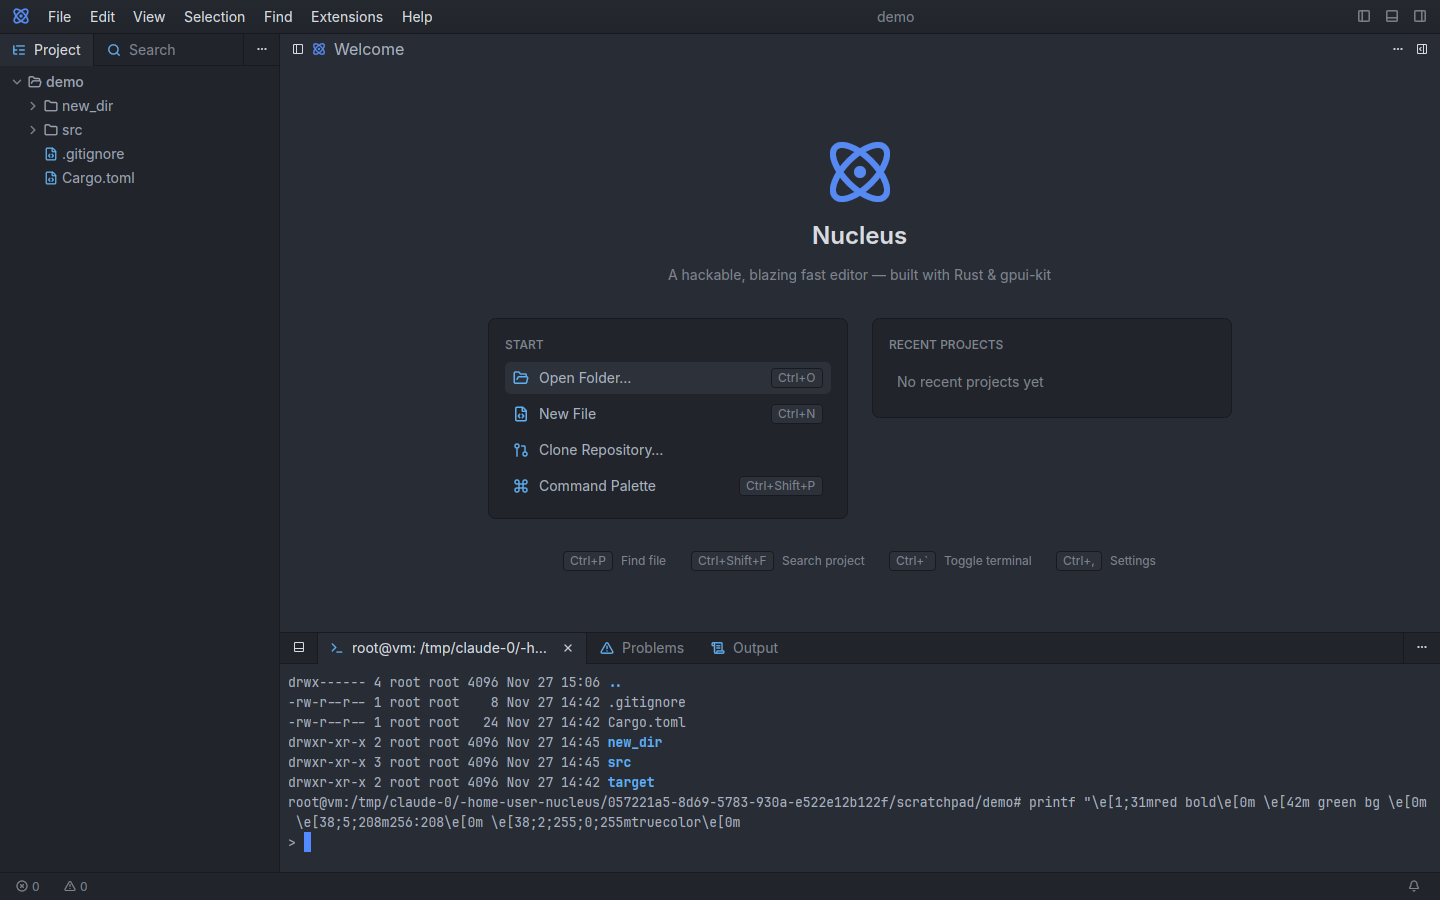 File Edit View Selection Find Extensions Help
demo
Project
Search
Welcome
demo
new_dir
src
.gitignore
Cargo.toml
Nucleus
A hackable, blazing fast editor — built with Rust & gpui-kit
START
Open Folder... Ctrl+O
New File Ctrl+N
Clone Repository...
Command Palette Ctrl+Shift+P
RECENT PROJECTS
No recent projects yet
Ctrl+P Find file Ctrl+Shift+F Search project Ctrl+` Toggle terminal Ctrl+, Settings
root@vm: /tmp/claude-0/-h...
Problems
Output
drwx------ 4 root root 4096 Nov 27 15:06 ..
-rw-r--r-- 1 root root    8 Nov 27 14:42 .gitignore
-rw-r--r-- 1 root root   24 Nov 27 14:42 Cargo.toml
drwxr-xr-x 2 root root 4096 Nov 27 14:45 new_dir
drwxr-xr-x 3 root root 4096 Nov 27 14:45 src
drwxr-xr-x 2 root root 4096 Nov 27 14:42 target
root@vm:/tmp/claude-0/-home-user-nucleus/057221a5-8d69-5783-930a-e522e12b122f/scratchpad/demo# printf "\e[1;31mred bold\e[0m \e[42m green bg \e[0m
 \e[38;5;208m256:208\e[0m \e[38;2;255;0;255mtruecolor\e[0m
>
0 0